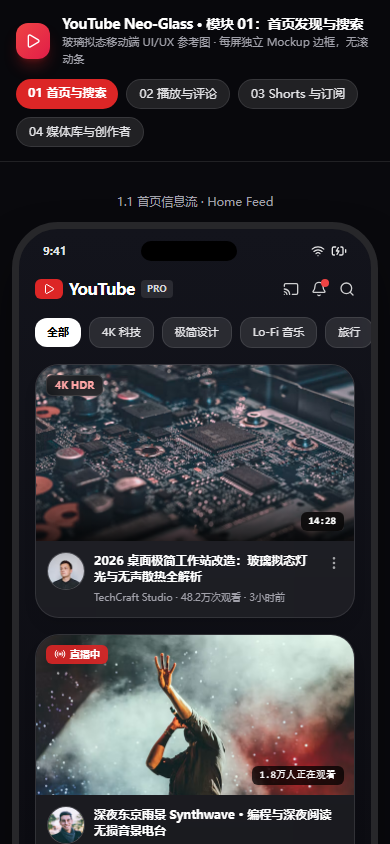 YouTube Neo-Glass • 模块 01：首页发现与搜索
玻璃拟态移动端 UI/UX 参考图 · 每屏独立 Mockup 边框，无滚
动条
01 首页与搜索
02 播放与评论
03 Shorts 与订阅
04 媒体库与创作者
1.1 首页信息流 · Home Feed
9:41
YouTube PRO
全部
4K 科技
极简设计
Lo-Fi 音乐
旅行
4K HDR
14:28
2026 桌面极简工作站改造：玻璃拟态灯
光与无声散热全解析
TechCraft Studio · 48.2万次观看 · 3小时前
直播中
1.8万人正在观看
深夜东京雨景 Synthwave • 编程与深夜阅读
无损音景电台